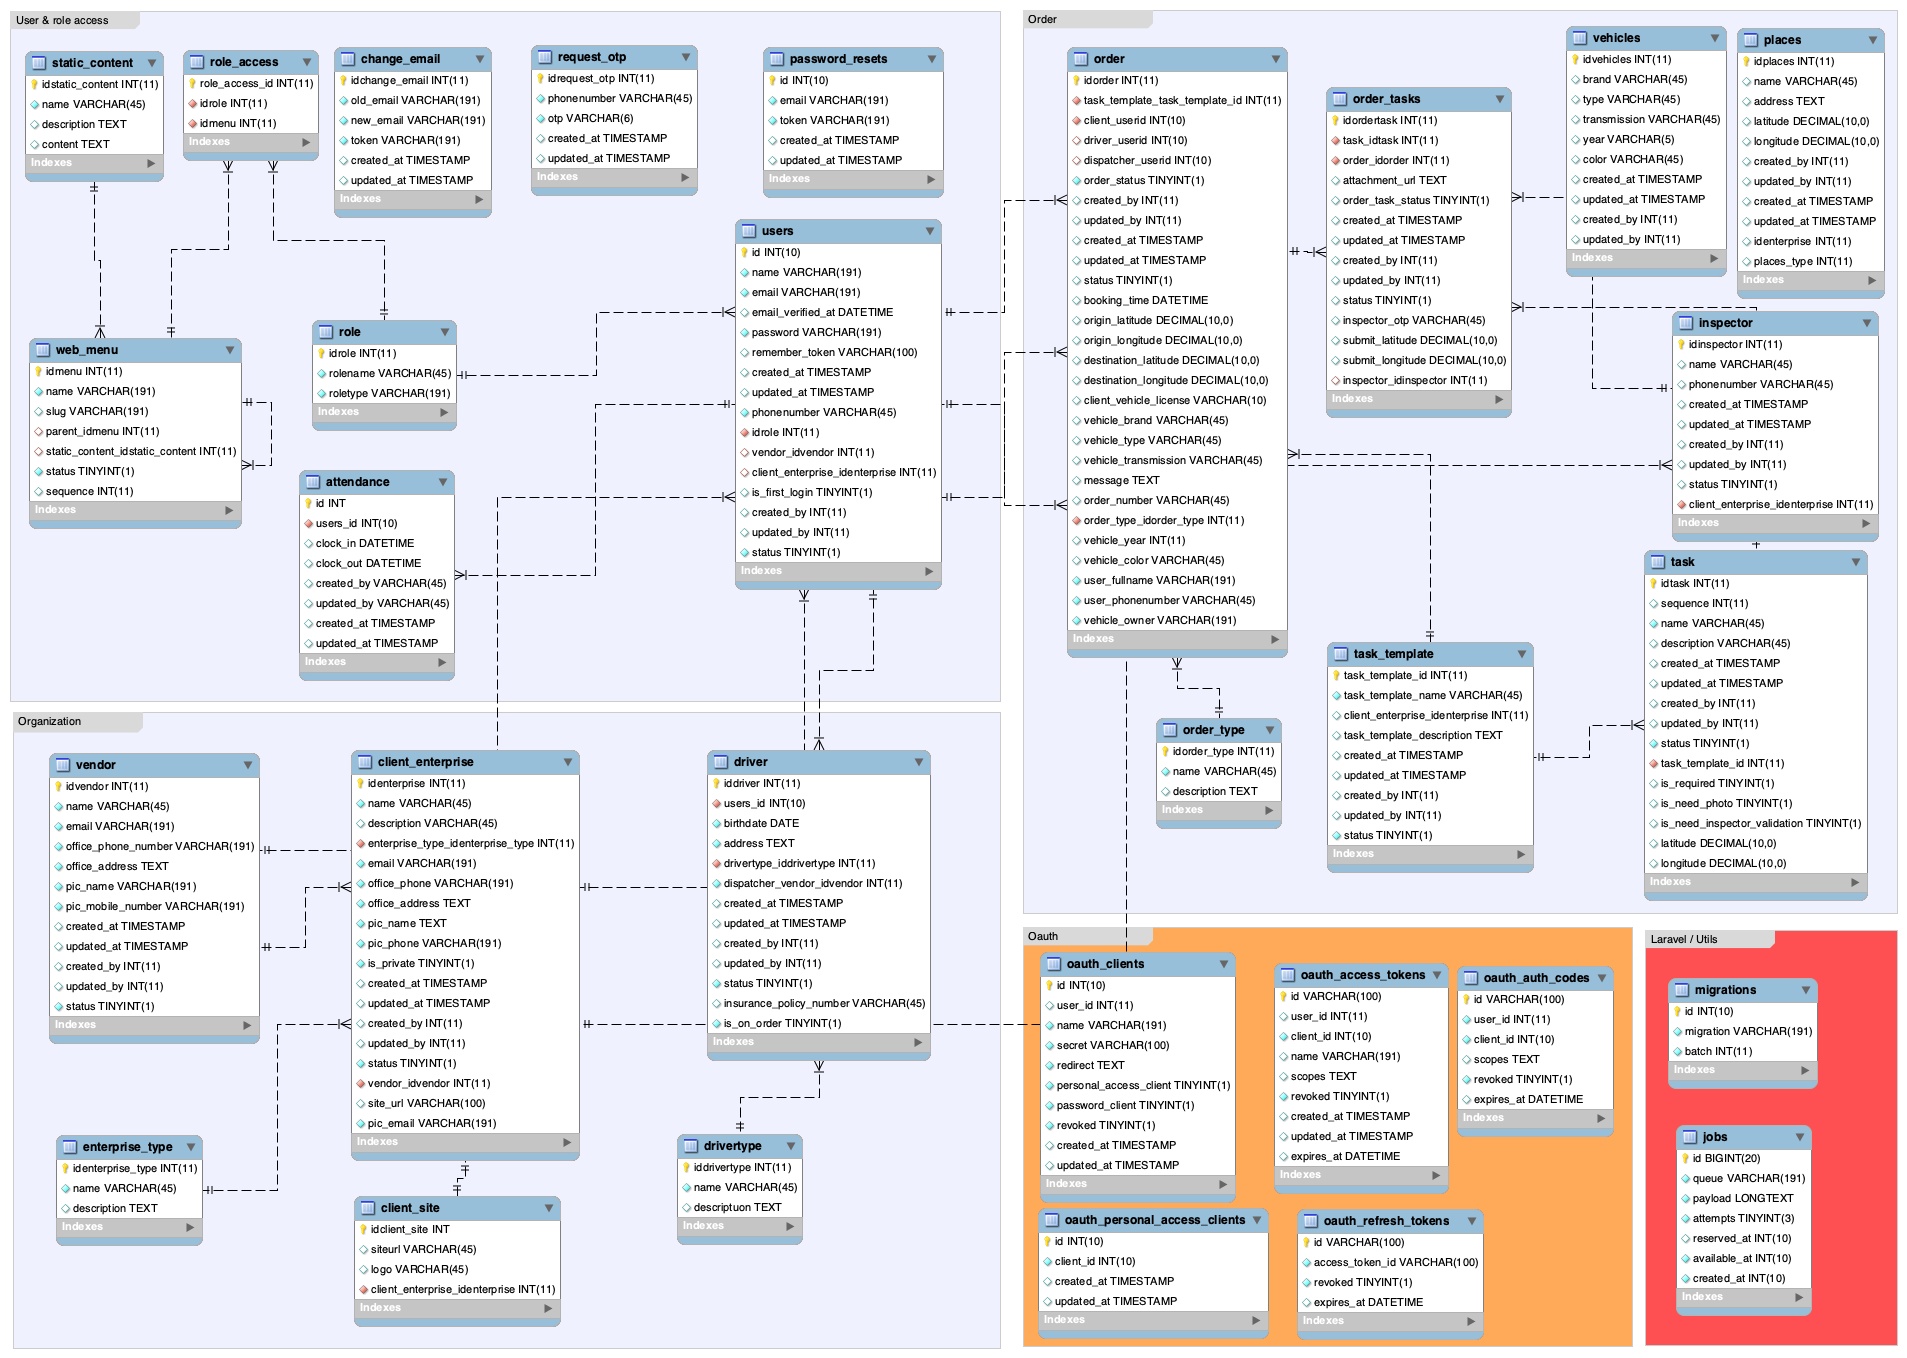 User & role access
static_content
idstatic_content INT(11)
name VARCHAR(45)
description TEXT
content TEXT
Indexes
role_access
role_access_id INT(11)
idrole INT(11)
idmenu INT(11)
Indexes
change_email
idchange_email INT(11)
old_email VARCHAR(191)
new_email VARCHAR(191)
token VARCHAR(191)
created_at TIMESTAMP
updated_at TIMESTAMP
Indexes
request_otp
idrequest_otp INT(11)
phonenumber VARCHAR(45)
otp VARCHAR(6)
created_at TIMESTAMP
updated_at TIMESTAMP
Indexes
password_resets
id INT(10)
email VARCHAR(191)
token VARCHAR(191)
created_at TIMESTAMP
updated_at TIMESTAMP
Indexes
users
id INT(10)
name VARCHAR(191)
email VARCHAR(191)
email_verified_at DATETIME
password VARCHAR(191)
remember_token VARCHAR(100)
created_at TIMESTAMP
updated_at TIMESTAMP
phonenumber VARCHAR(45)
idrole INT(11)
vendor_idvendor INT(11)
client_enterprise_identerprise INT(11)
is_first_login TINYINT(1)
created_by INT(11)
updated_by INT(11)
status TINYINT(1)
Indexes
role
idrole INT(11)
rolename VARCHAR(45)
roletype VARCHAR(191)
Indexes
web_menu
idmenu INT(11)
name VARCHAR(191)
slug VARCHAR(191)
parent_idmenu INT(11)
static_content_idstatic_content INT(11)
status TINYINT(1)
sequence INT(11)
Indexes
attendance
id INT
users_id INT(10)
clock_in DATETIME
clock_out DATETIME
created_by VARCHAR(45)
updated_by VARCHAR(45)
created_at TIMESTAMP
updated_at TIMESTAMP
Indexes
Organization
vendor
idvendor INT(11)
name VARCHAR(45)
email VARCHAR(191)
office_phone_number VARCHAR(191)
office_address TEXT
pic_name VARCHAR(191)
pic_mobile_number VARCHAR(191)
created_at TIMESTAMP
updated_at TIMESTAMP
created_by INT(11)
updated_by INT(11)
status TINYINT(1)
Indexes
client_enterprise
identerprise INT(11)
name VARCHAR(45)
description VARCHAR(45)
enterprise_type_identerprise_type INT(11)
email VARCHAR(191)
office_phone VARCHAR(191)
office_address TEXT
pic_name TEXT
pic_phone VARCHAR(191)
is_private TINYINT(1)
created_at TIMESTAMP
updated_at TIMESTAMP
created_by INT(11)
updated_by INT(11)
status TINYINT(1)
vendor_idvendor INT(11)
site_url VARCHAR(100)
pic_email VARCHAR(191)
Indexes
driver
iddriver INT(11)
users_id INT(10)
birthdate DATE
address TEXT
drivertype_iddrivertype INT(11)
dispatcher_vendor_idvendor INT(11)
created_at TIMESTAMP
updated_at TIMESTAMP
created_by INT(11)
updated_by INT(11)
status TINYINT(1)
insurance_policy_number VARCHAR(45)
is_on_order TINYINT(1)
Indexes
enterprise_type
identerprise_type INT(11)
name VARCHAR(45)
description TEXT
Indexes
client_site
idclient_site INT
siteurl VARCHAR(45)
logo VARCHAR(45)
client_enterprise_identerprise INT(11)
Indexes
drivertype
iddrivertype INT(11)
name VARCHAR(45)
descriptuon TEXT
Indexes
Order
order
idorder INT(11)
task_template_task_template_id INT(11)
client_userid INT(10)
driver_userid INT(10)
dispatcher_userid INT(10)
order_status TINYINT(1)
created_by INT(11)
updated_by INT(11)
created_at TIMESTAMP
updated_at TIMESTAMP
status TINYINT(1)
booking_time DATETIME
origin_latitude DECIMAL(10,0)
origin_longitude DECIMAL(10,0)
destination_latitude DECIMAL(10,0)
destination_longitude DECIMAL(10,0)
client_vehicle_license VARCHAR(10)
vehicle_brand VARCHAR(45)
vehicle_type VARCHAR(45)
vehicle_transmission VARCHAR(45)
message TEXT
order_number VARCHAR(45)
order_type_idorder_type INT(11)
vehicle_year INT(11)
vehicle_color VARCHAR(45)
user_fullname VARCHAR(191)
user_phonenumber VARCHAR(45)
vehicle_owner VARCHAR(191)
Indexes
order_tasks
idordertask INT(11)
task_idtask INT(11)
order_idorder INT(11)
attachment_url TEXT
order_task_status TINYINT(1)
created_at TIMESTAMP
updated_at TIMESTAMP
created_by INT(11)
updated_by INT(11)
status TINYINT(1)
inspector_otp VARCHAR(45)
submit_latitude DECIMAL(10,0)
submit_longitude DECIMAL(10,0)
inspector_idinspector INT(11)
Indexes
vehicles
idvehicles INT(11)
brand VARCHAR(45)
type VARCHAR(45)
transmission VARCHAR(45)
year VARCHAR(5)
color VARCHAR(45)
created_at TIMESTAMP
updated_at TIMESTAMP
created_by INT(11)
updated_by INT(11)
Indexes
places
idplaces INT(11)
name VARCHAR(45)
address TEXT
latitude DECIMAL(10,0)
longitude DECIMAL(10,0)
created_by INT(11)
updated_by INT(11)
created_at TIMESTAMP
updated_at TIMESTAMP
identerprise INT(11)
places_type INT(11)
Indexes
inspector
idinspector INT(11)
name VARCHAR(45)
phonenumber VARCHAR(45)
created_at TIMESTAMP
updated_at TIMESTAMP
created_by INT(11)
updated_by INT(11)
status TINYINT(1)
client_enterprise_identerprise INT(11)
Indexes
task
idtask INT(11)
sequence INT(11)
name VARCHAR(45)
description VARCHAR(45)
created_at TIMESTAMP
updated_at TIMESTAMP
created_by INT(11)
updated_by INT(11)
status TINYINT(1)
task_template_id INT(11)
is_required TINYINT(1)
is_need_photo TINYINT(1)
is_need_inspector_validation TINYINT(1)
latitude DECIMAL(10,0)
longitude DECIMAL(10,0)
Indexes
task_template
task_template_id INT(11)
task_template_name VARCHAR(45)
client_enterprise_identerprise INT(11)
task_template_description TEXT
created_at TIMESTAMP
updated_at TIMESTAMP
created_by INT(11)
updated_by INT(11)
status TINYINT(1)
Indexes
order_type
idorder_type INT(11)
name VARCHAR(45)
description TEXT
Indexes
Oauth
oauth_clients
id INT(10)
user_id INT(11)
name VARCHAR(191)
secret VARCHAR(100)
redirect TEXT
personal_access_client TINYINT(1)
password_client TINYINT(1)
revoked TINYINT(1)
created_at TIMESTAMP
updated_at TIMESTAMP
Indexes
oauth_access_tokens
id VARCHAR(100)
user_id INT(11)
client_id INT(10)
name VARCHAR(191)
scopes TEXT
revoked TINYINT(1)
created_at TIMESTAMP
updated_at TIMESTAMP
expires_at DATETIME
Indexes
oauth_auth_codes
id VARCHAR(100)
user_id INT(11)
client_id INT(10)
scopes TEXT
revoked TINYINT(1)
expires_at DATETIME
Indexes
oauth_personal_access_clients
id INT(10)
client_id INT(10)
created_at TIMESTAMP
updated_at TIMESTAMP
Indexes
oauth_refresh_tokens
id VARCHAR(100)
access_token_id VARCHAR(100)
revoked TINYINT(1)
expires_at DATETIME
Indexes
Laravel / Utils
migrations
id INT(10)
migration VARCHAR(191)
batch INT(11)
Indexes
jobs
id BIGINT(20)
queue VARCHAR(191)
payload LONGTEXT
attempts TINYINT(3)
reserved_at INT(10)
available_at INT(10)
created_at INT(10)
Indexes